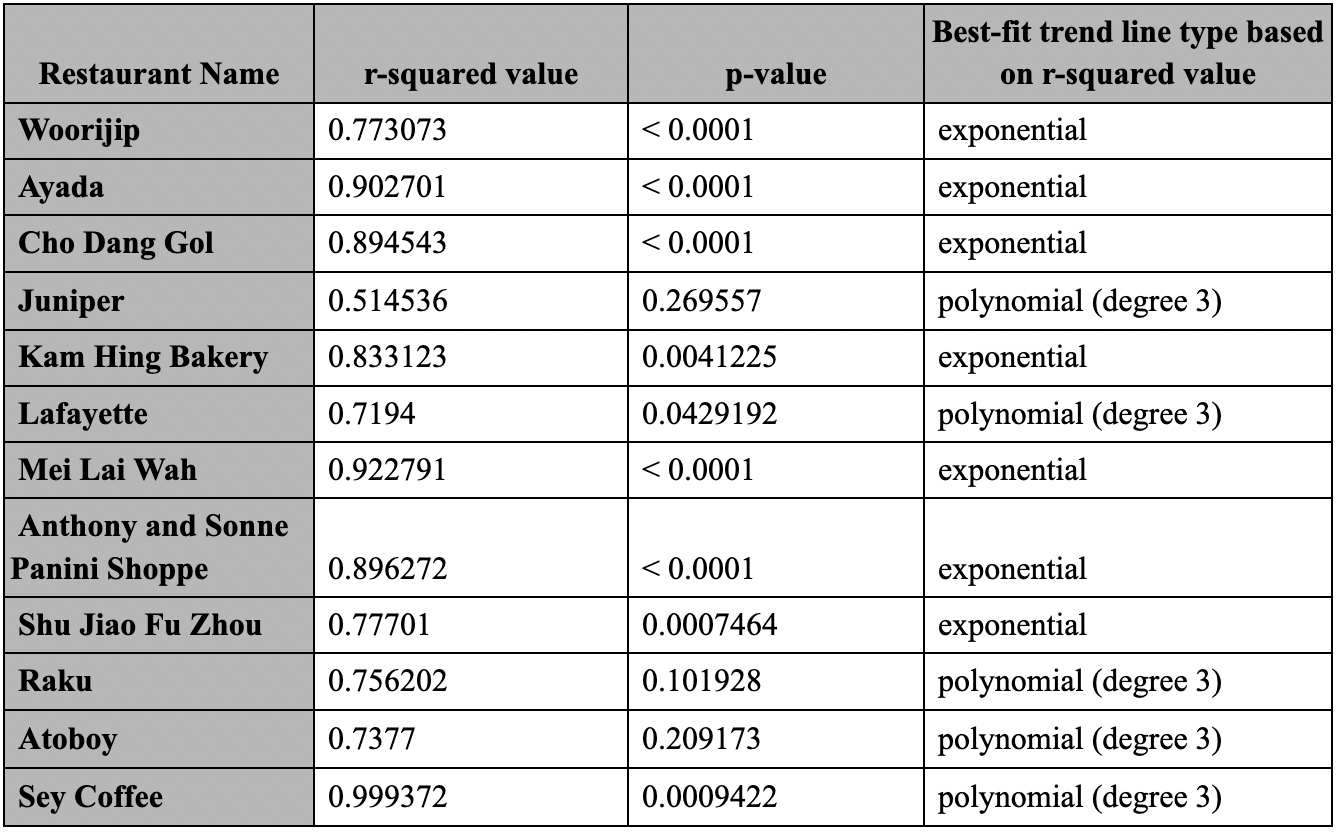 Restaurant Name r-squared value p-value Best-fit trend line type based on r-squared value
Woorijip 0.773073 < 0.0001 exponential
Ayada 0.902701 < 0.0001 exponential
Cho Dang Gol 0.894543 < 0.0001 exponential
Juniper 0.514536 0.269557 polynomial (degree 3)
Kam Hing Bakery 0.833123 0.0041225 exponential
Lafayette 0.7194 0.0429192 polynomial (degree 3)
Mei Lai Wah 0.922791 < 0.0001 exponential
Anthony and Sonne
Panini Shoppe 0.896272 < 0.0001 exponential
Shu Jiao Fu Zhou 0.77701 0.0007464 exponential
Raku 0.756202 0.101928 polynomial (degree 3)
Atoboy 0.7377 0.209173 polynomial (degree 3)
Sey Coffee 0.999372 0.0009422 polynomial (degree 3)